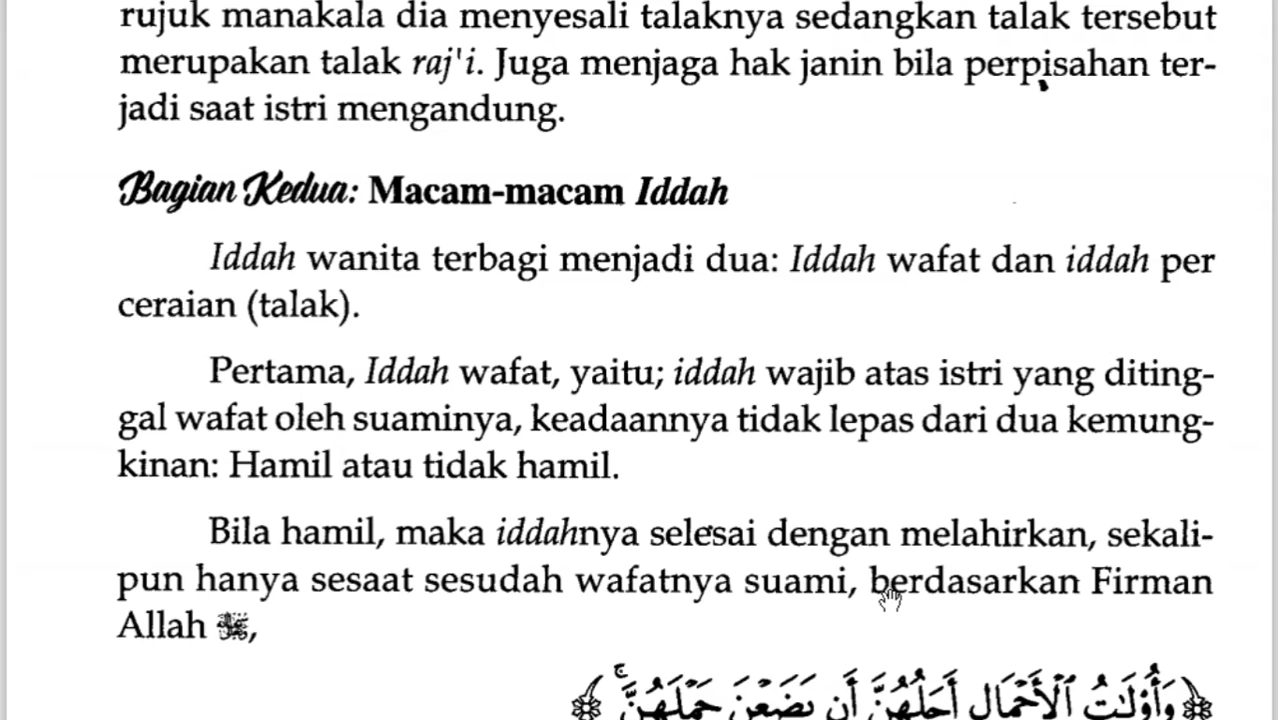 rujuk manakala dia menyesali talaknya sedangkan talak tersebut
merupakan talak raj'i. Juga menjaga hak janin bila perpisahan ter-
jadi saat istri mengandung.
Bagian Kedua: Macam-macam Iddah
Iddah wanita terbagi menjadi dua: Iddah wafat dan iddah per
ceraian (talak).
Pertama, Iddah wafat, yaitu; iddah wajib atas istri yang diting-
gal wafat oleh suaminya, keadaannya tidak lepas dari dua kemung-
kinan: Hamil atau tidak hamil.
Bila hamil, maka iddahnya selesai dengan melahirkan, sekali-
pun hanya sesaat sesudah wafatnya suami, berdasarkan Firman
Allah ,
﴿ وَأُوْلَٰتُ ٱلۡأَحۡمَالِ أَجَلُهُنَّ أَن يَضَعۡنَ حَمۡلَهُنَّۚ ﴾